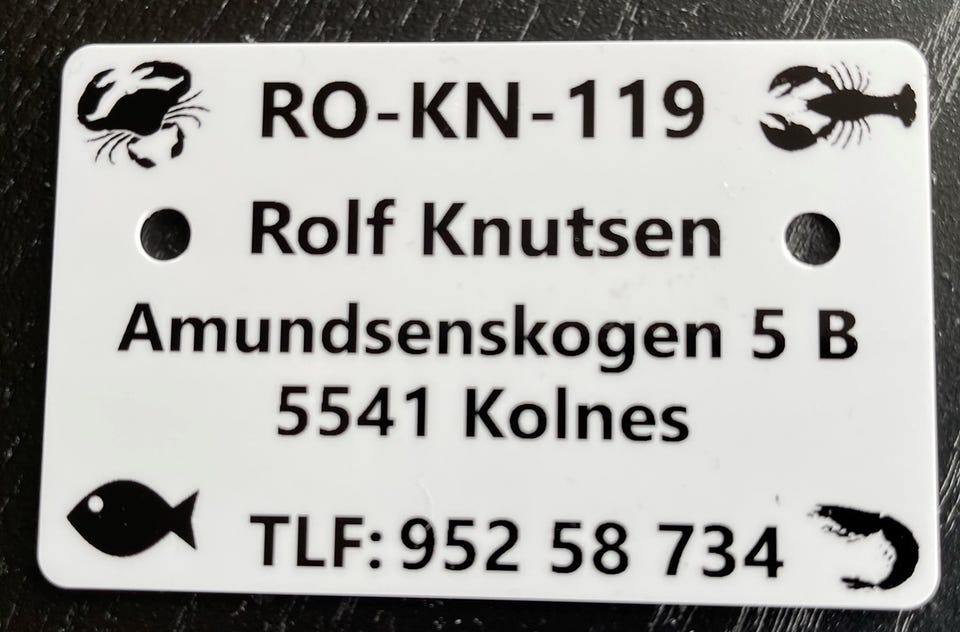 RO-KN-119
Rolf Knutsen
Amundsenskogen 5 B
5541 Kolnes
TLF: 952 58 734